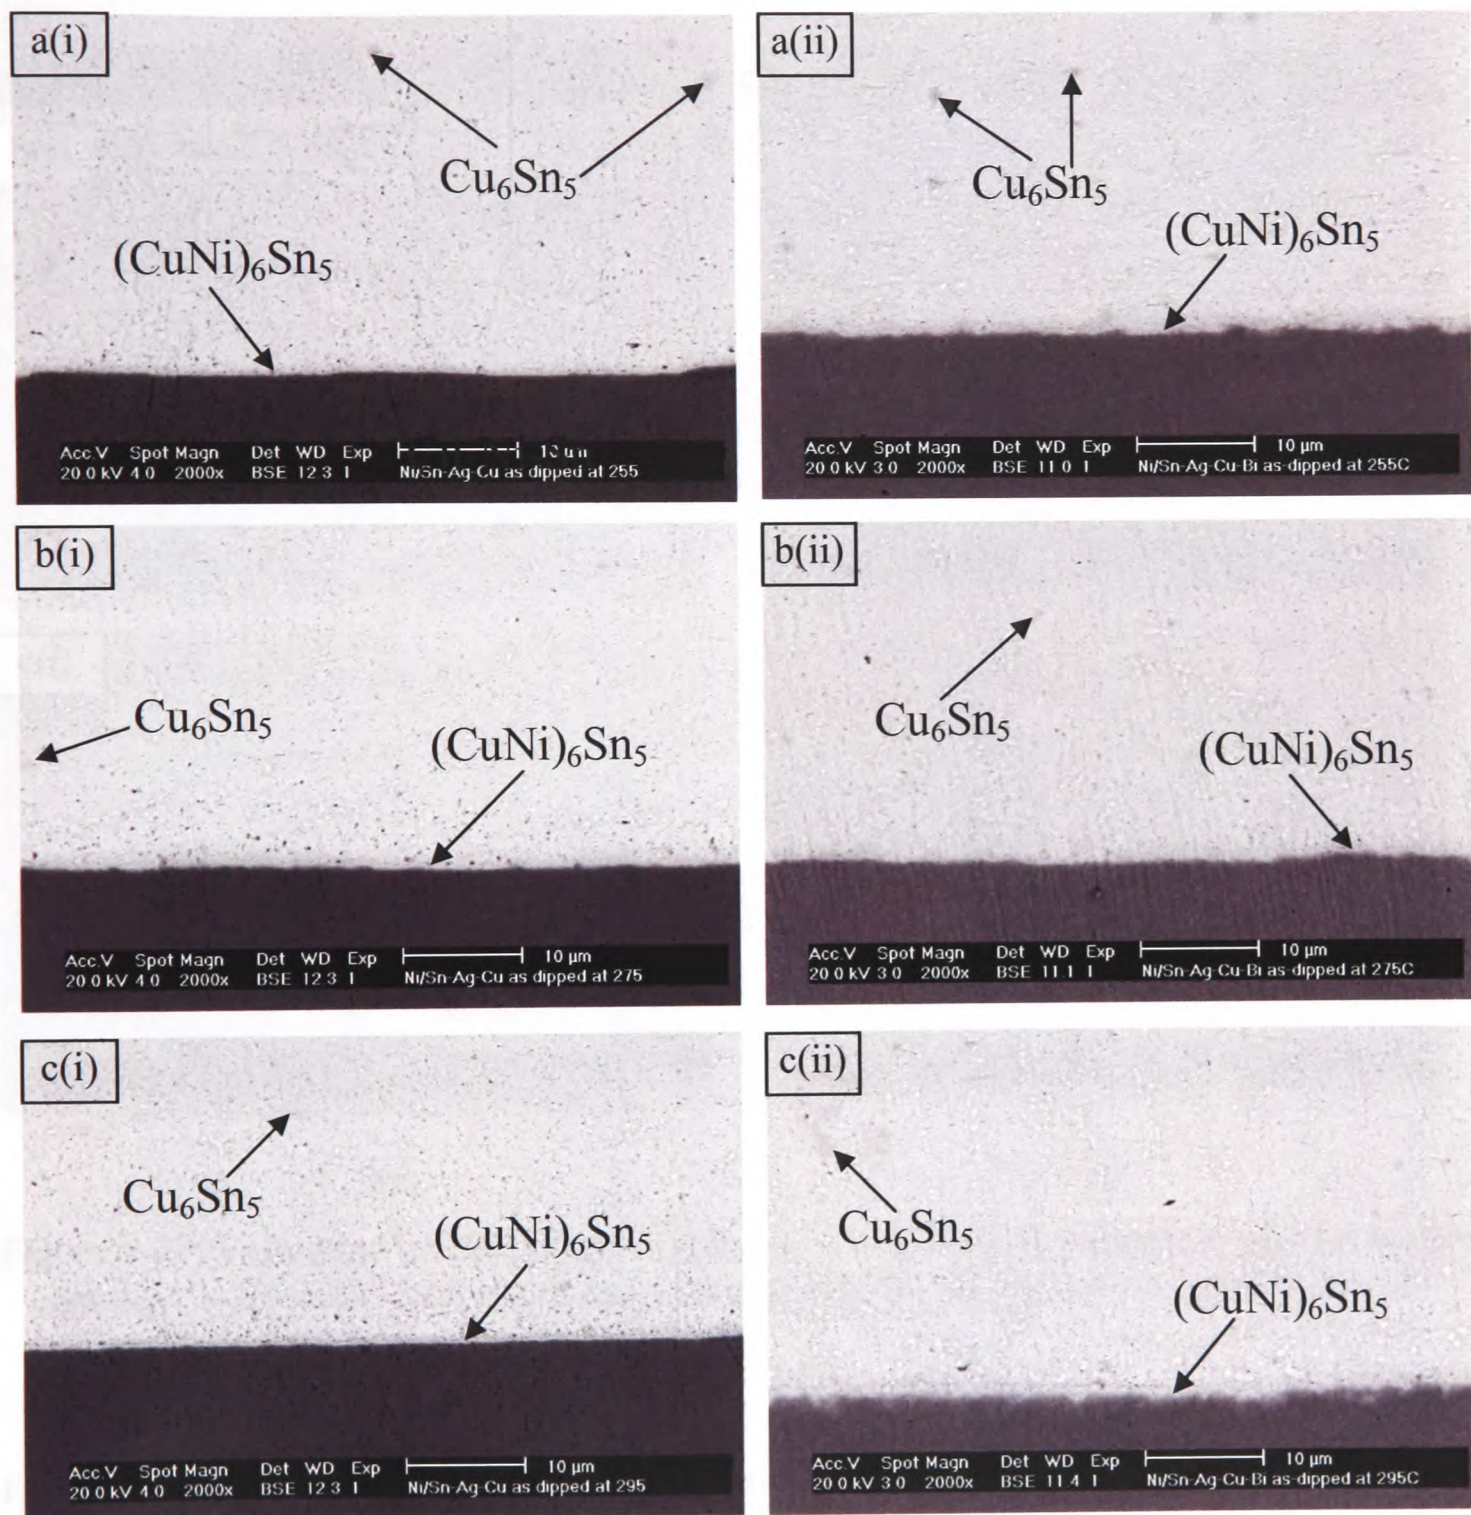 a(i)
Cu₆Sn₅
(CuNi)₆Sn₅
Acc.V Spot Magn Det WD Exp 10 um
20.0 kV 4.0 2000x BSE 12.3 1 Ni/Sn-Ag-Cu as dipped at 255
a(ii)
Cu₆Sn₅
(CuNi)₆Sn₅
Acc.V Spot Magn Det WD Exp 10 µm
20.0 kV 3.0 2000x BSE 11.0 1 Ni/Sn-Ag-Cu-Bi as-dipped at 255C
b(i)
Cu₆Sn₅
(CuNi)₆Sn₅
Acc.V Spot Magn Det WD Exp 10 µm
20.0 kV 4.0 2000x BSE 12.3 1 Ni/Sn-Ag-Cu as dipped at 275
b(ii)
Cu₆Sn₅
(CuNi)₆Sn₅
Acc.V Spot Magn Det WD Exp 10 µm
20.0 kV 3.0 2000x BSE 11.1 1 Ni/Sn-Ag-Cu-Bi as-dipped at 275C
c(i)
Cu₆Sn₅
(CuNi)₆Sn₅
Acc.V Spot Magn Det WD Exp 10 µm
20.0 kV 4.0 2000x BSE 12.3 1 Ni/Sn-Ag-Cu as dipped at 295
c(ii)
Cu₆Sn₅
(CuNi)₆Sn₅
Acc.V Spot Magn Det WD Exp 10 µm
20.0 kV 3.0 2000x BSE 11.4 1 Ni/Sn-Ag-Cu-Bi as-dipped at 295C